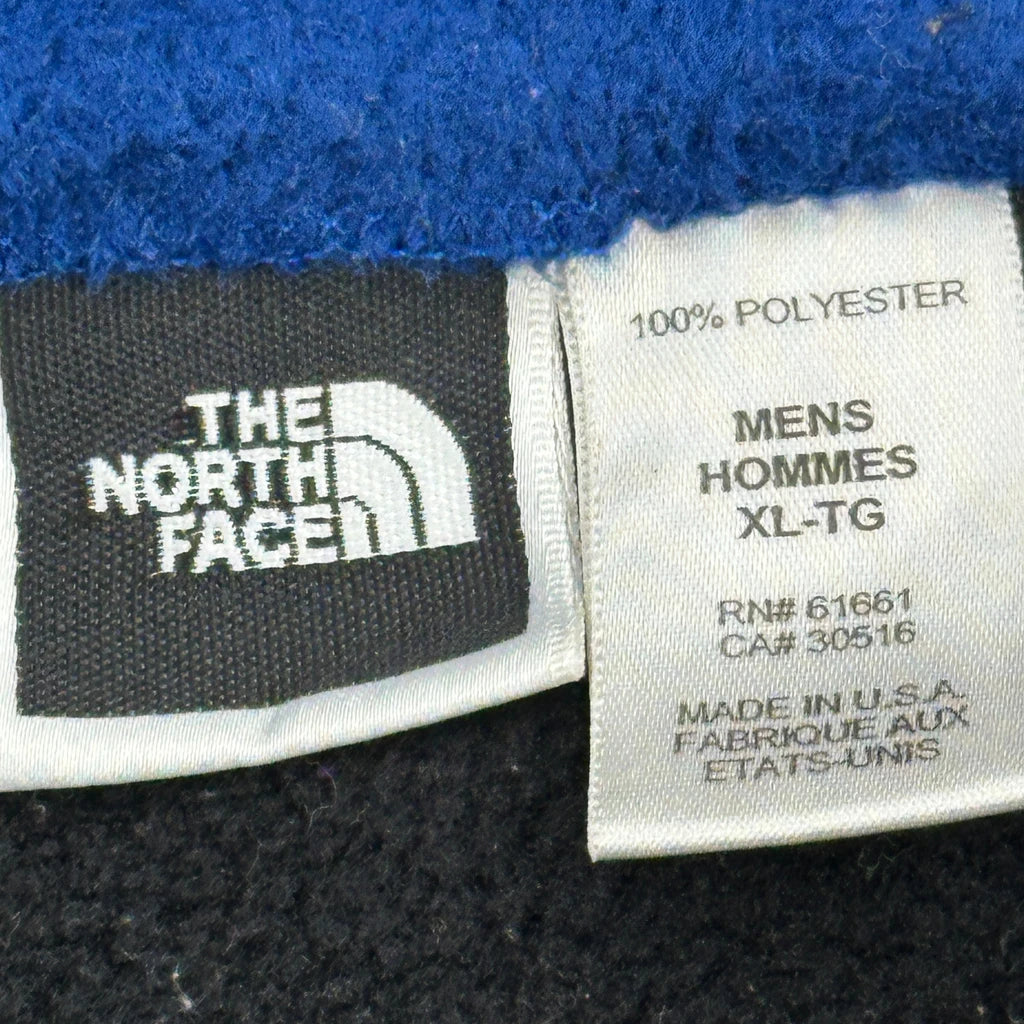 THE
NORTH
FACE
100% POLYESTER
MENS
HOMMES
XL-TG
RN# 61661
CA# 30516
MADE IN U.S.A.
FABRIQUE AUX
ETATS-UNIS